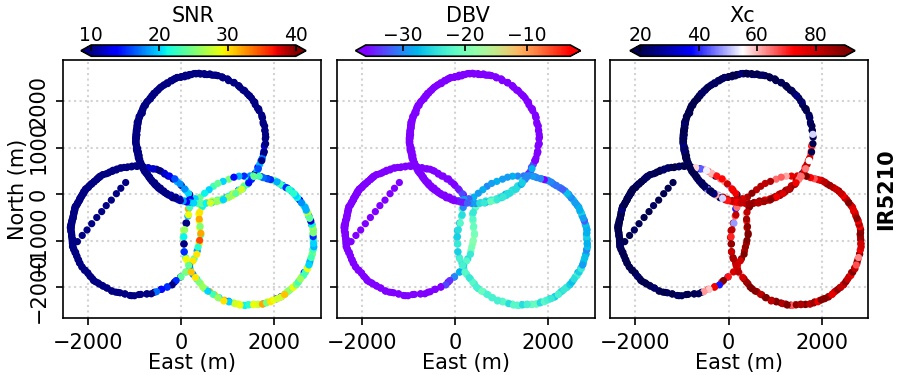 SNR DBV Xc
10 20 30 40 −30 −20 −10 20 40 60 80
North (m)
2000
1000
0
−1000
−2000
IR5210
−2000 0 2000 −2000 0 2000 −2000 0 2000
East (m) East (m) East (m)